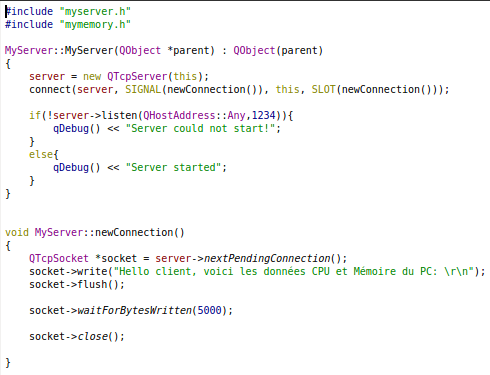 #include "myserver.h"
#include "mymemory.h"

MyServer::MyServer(QObject *parent) : QObject(parent)
{
    server = new QTcpServer(this);
    connect(server, SIGNAL(newConnection()), this, SLOT(newConnection()));

    if(!server->listen(QHostAddress::Any,1234)){
        qDebug() << "Server could not start!";
    }
    else{
        qDebug() << "Server started";
    }
}


void MyServer::newConnection()
{
    QTcpSocket *socket = server->nextPendingConnection();
    socket->write("Hello client, voici les données CPU et Mémoire du PC: \r\n");
    socket->flush();

    socket->waitForBytesWritten(5000);

    socket->close();

}